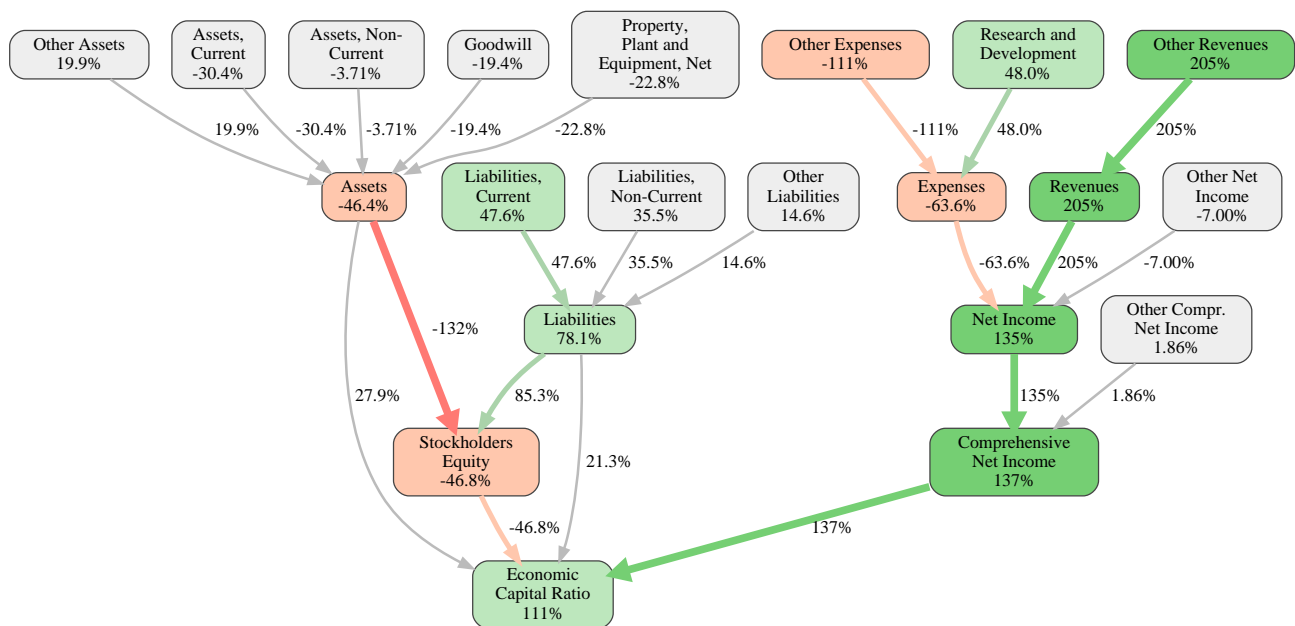 Other Assets
19.9%
Assets,
Current
-30.4%
Assets, Non-
Current
-3.71%
Goodwill
-19.4%
Property,
Plant and
Equipment, Net
-22.8%
Other Expenses
-111%
Research and
Development
48.0%
Other Revenues
205%
19.9%
-30.4%
-3.71%
-19.4%
-22.8%
-111%
48.0%
205%
Assets
-46.4%
Liabilities,
Current
47.6%
Liabilities,
Non-Current
35.5%
Other
Liabilities
14.6%
Expenses
-63.6%
Revenues
205%
Other Net
Income
-7.00%
47.6%
35.5%
14.6%
-63.6%
205%
-7.00%
-132%
Liabilities
78.1%
Net Income
135%
Other Compr.
Net Income
1.86%
27.9%
85.3%
135%
1.86%
Stockholders
Equity
-46.8%
21.3%
Comprehensive
Net Income
137%
-46.8%
137%
Economic
Capital Ratio
111%